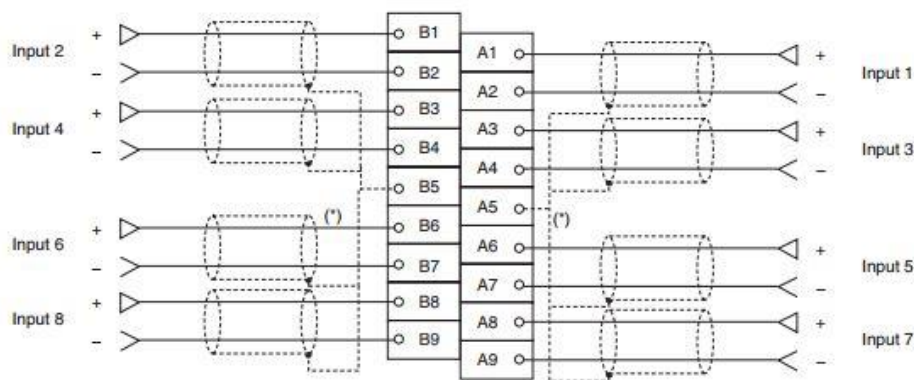 Input 2 + B1 A1 + Input 1
– B2 A2 –
Input 4 + B3 A3 + Input 3
– B4 A4 –
B5 A5
(*) (*)
Input 6 + B6 A6 + Input 5
– B7 A7 –
Input 8 + B8 A8 + Input 7
– B9 A9 –